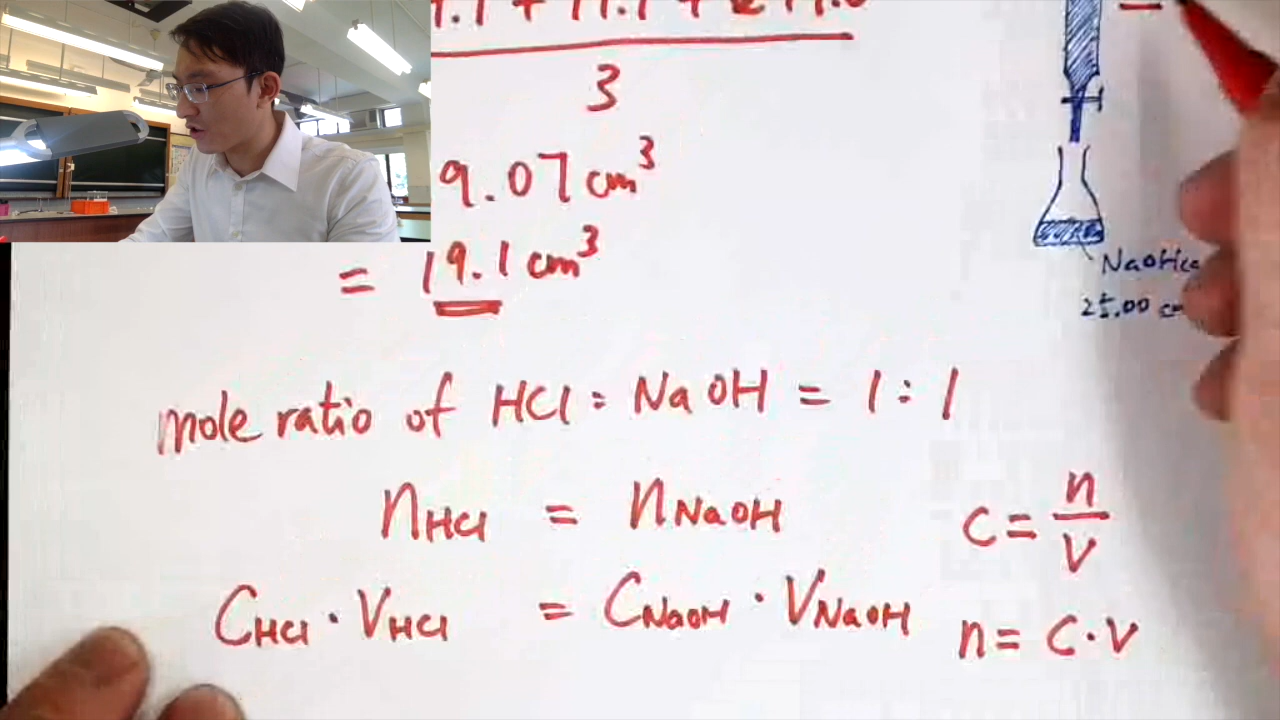 3
9.07 cm³
= 19.1 cm³
NaOH(a
25.00 c
mole ratio of HCl : NaOH = 1 : 1
nHCl = nNaOH
C = n/V
CHCl · VHCl = CNaOH · VNaOH
n = C · V